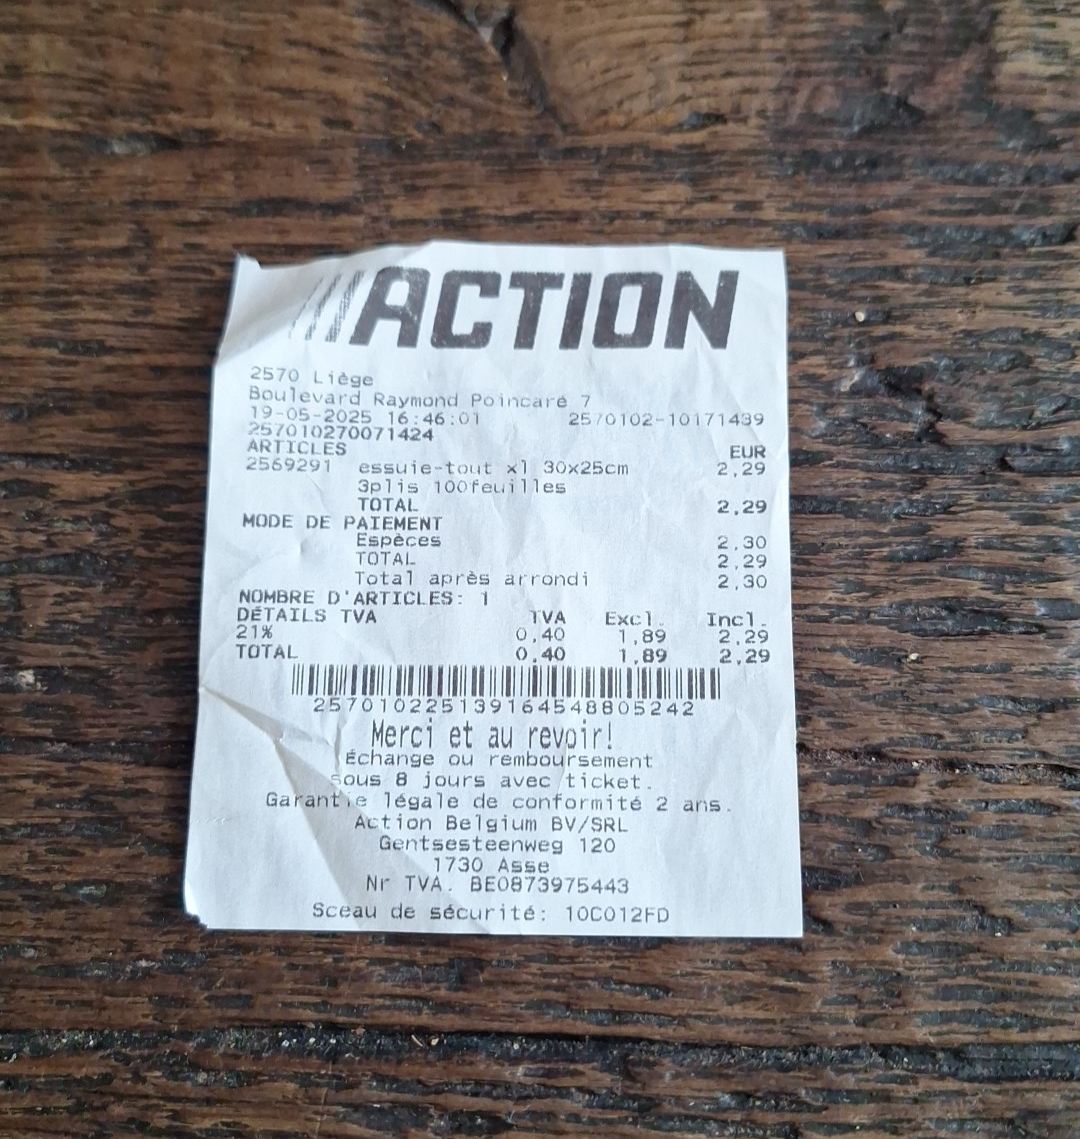 ACTION
2570 Liège
Boulevard Raymond Poincaré 7
19-05-2025 16:46:01 2570102-10171439
257010270071424
ARTICLES EUR
2569291 essuie-tout x1 30x25cm 2,29
3plis 100feuilles
TOTAL 2,29
MODE DE PAIEMENT
Espèces 2,30
TOTAL 2,29
Total après arrondi 2,30
NOMBRE D'ARTICLES: 1
DÉTAILS TVA TVA Excl. Incl.
21% 0,40 1,89 2,29
TOTAL 0,40 1,89 2,29
257010225139164548805242
Merci et au revoir!
Échange ou remboursement
sous 8 jours avec ticket.
Garantie légale de conformité 2 ans.
Action Belgium BV/SRL
Gentsesteenweg 120
1730 Asse
Nr TVA. BE0873975443
Sceau de sécurité: 10C012FD